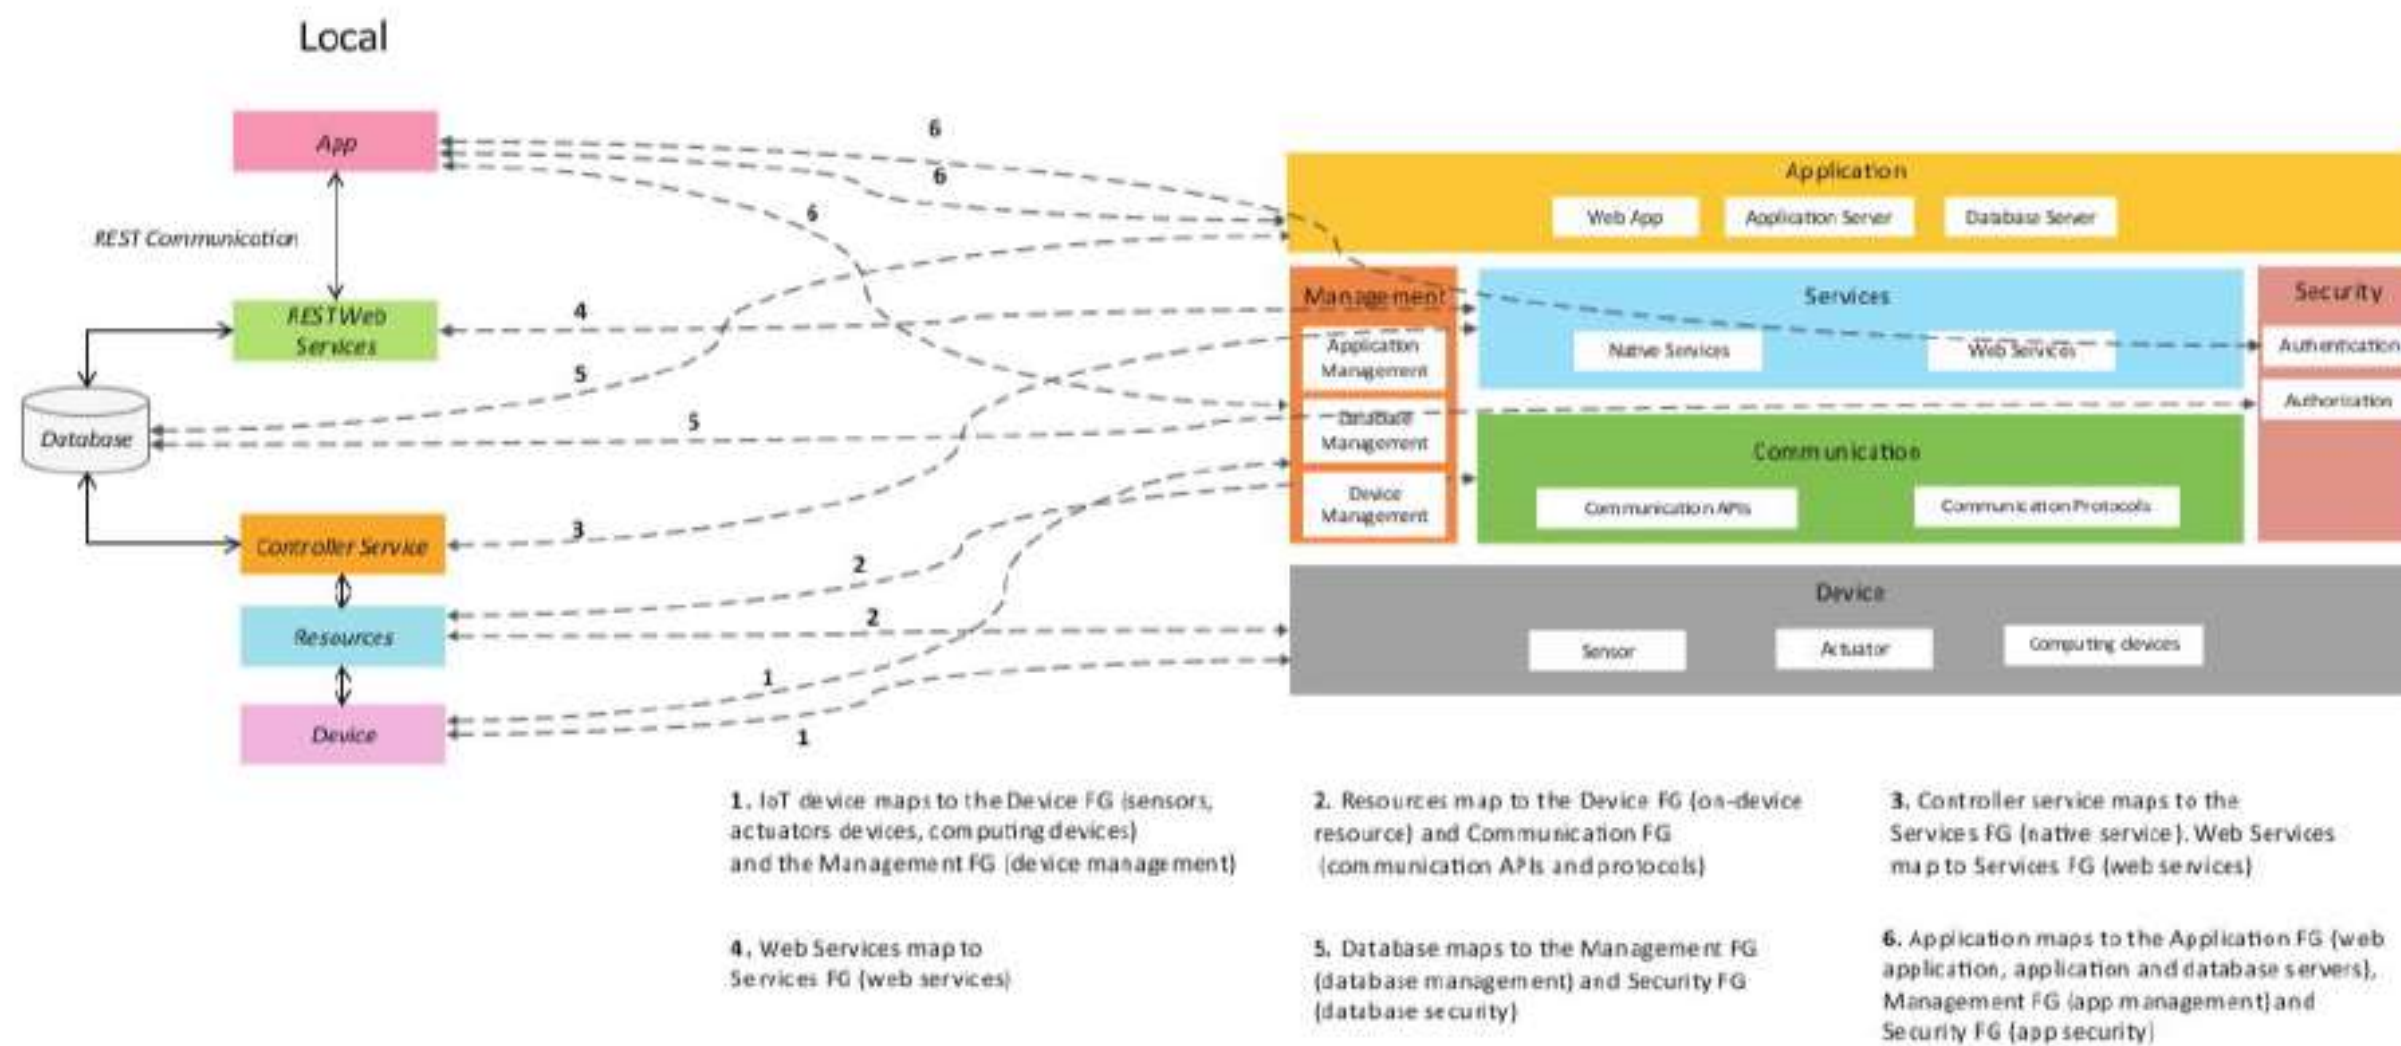 Local
App
REST Communication
REST Web
Services
Database
Controller Service
Resources
Device
6
6
6
4
5
5
3
2
2
1
1
Application
Web App
Application Server
Database Server
Management
Application
Management
Database
Management
Device
Management
Services
Native Services
Web Services
Security
Authentication
Authorization
Communication
Communication APIs
Communication Protocols
Device
Sensor
Actuator
Computing devices
1. IoT device maps to the Device FG (sensors,
actuators devices, computing devices)
and the Management FG (device management)
2. Resources map to the Device FG (on-device
resource) and Communication FG
(communication APIs and protocols)
3. Controller service maps to the
Services FG (native service). Web Services
map to Services FG (web services)
4. Web Services map to
Services FG (web services)
5. Database maps to the Management FG
(database management) and Security FG
(database security)
6. Application maps to the Application FG (web
application, application and database servers),
Management FG (app management) and
Security FG (app security)